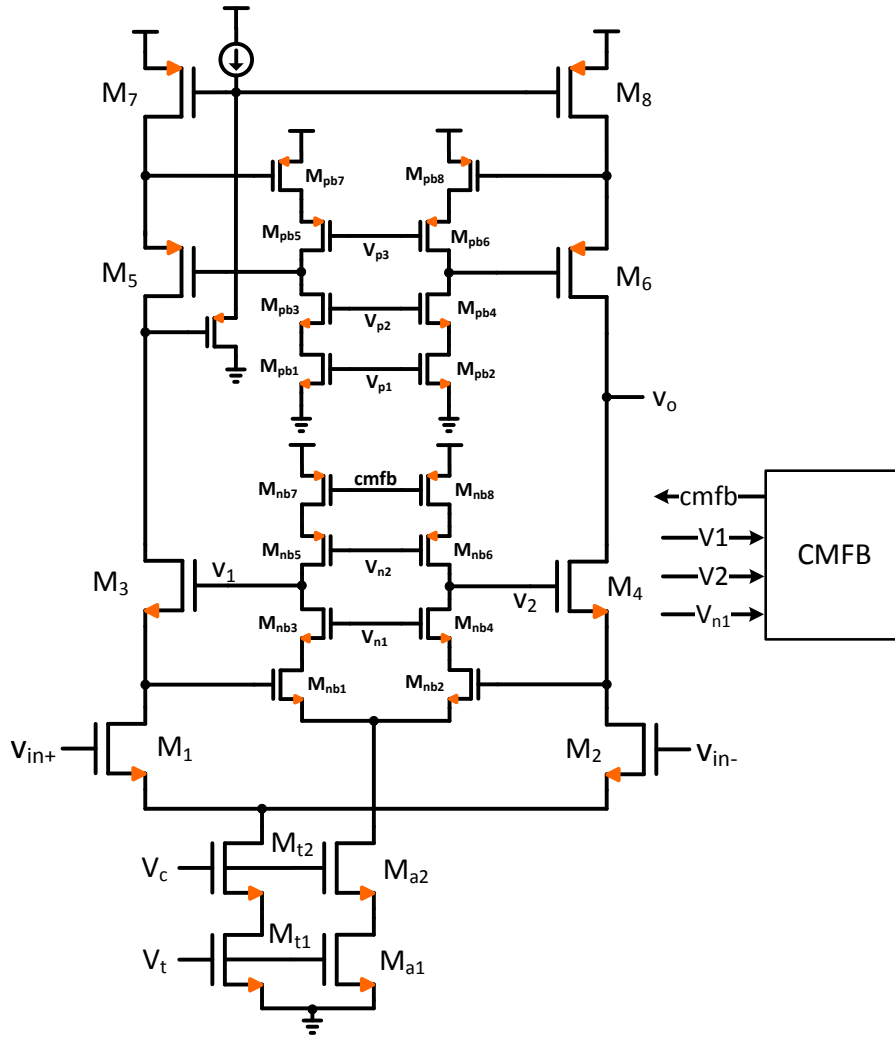 M7
M8
Mpb7
Mpb8
Mpb5
Vp3
Mpb6
M5
M6
Mpb3
Vp2
Mpb4
Mpb1
Vp1
Mpb2
vo
Mnb7
cmfb
Mnb8
cmfb
Mnb5
Vn2
Mnb6
V1
CMFB
M3
v1
v2
M4
V2
Mnb3
Vn1
Mnb4
Vn1
Mnb1
Mnb2
vin+
M1
M2
vin-
Vc
Mt2
Ma2
Vt
Mt1
Ma1